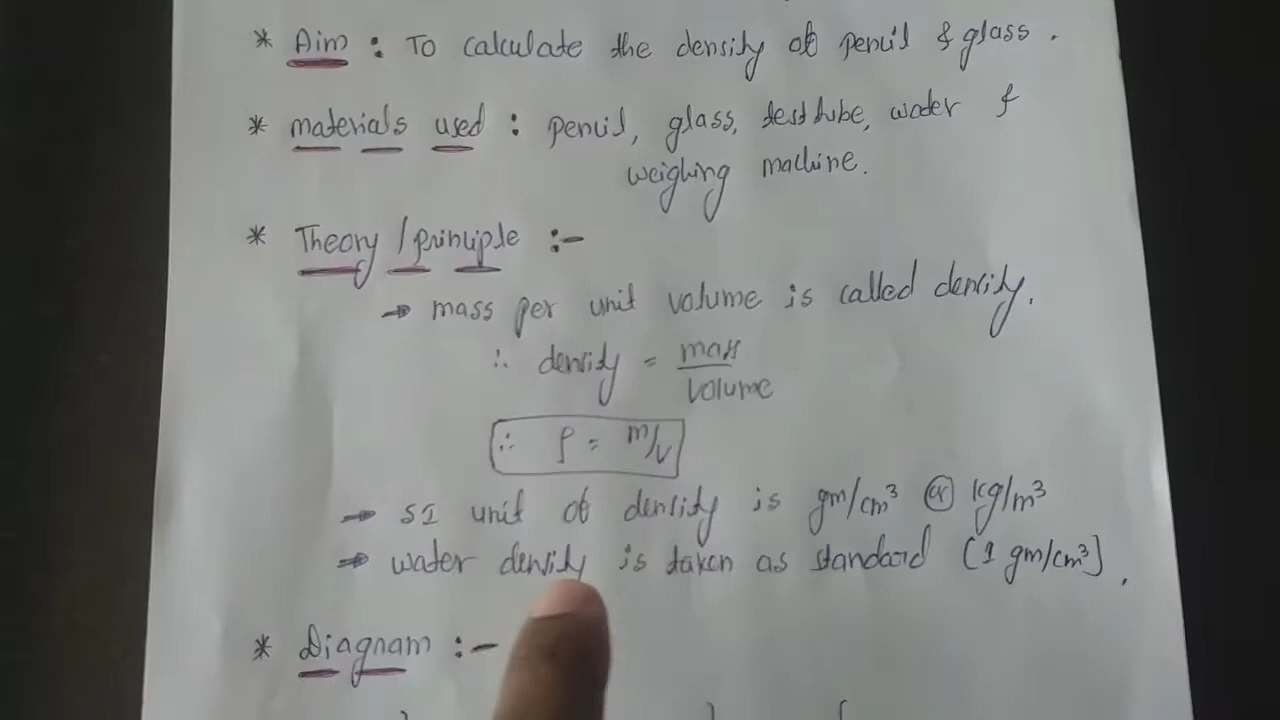 * Aim : To calculate the density of pencil & glass .
* materials used : pencil, glass, test tube, water &
weighing machine.
* Theory / principle :-
→ mass per unit volume is called density.
∴ density = mass
volume
∴ ρ = m/v
→ SI unit of density is gm/cm³ or kg/m³
→ water density is taken as standard (1 gm/cm³) .
* Diagram :-